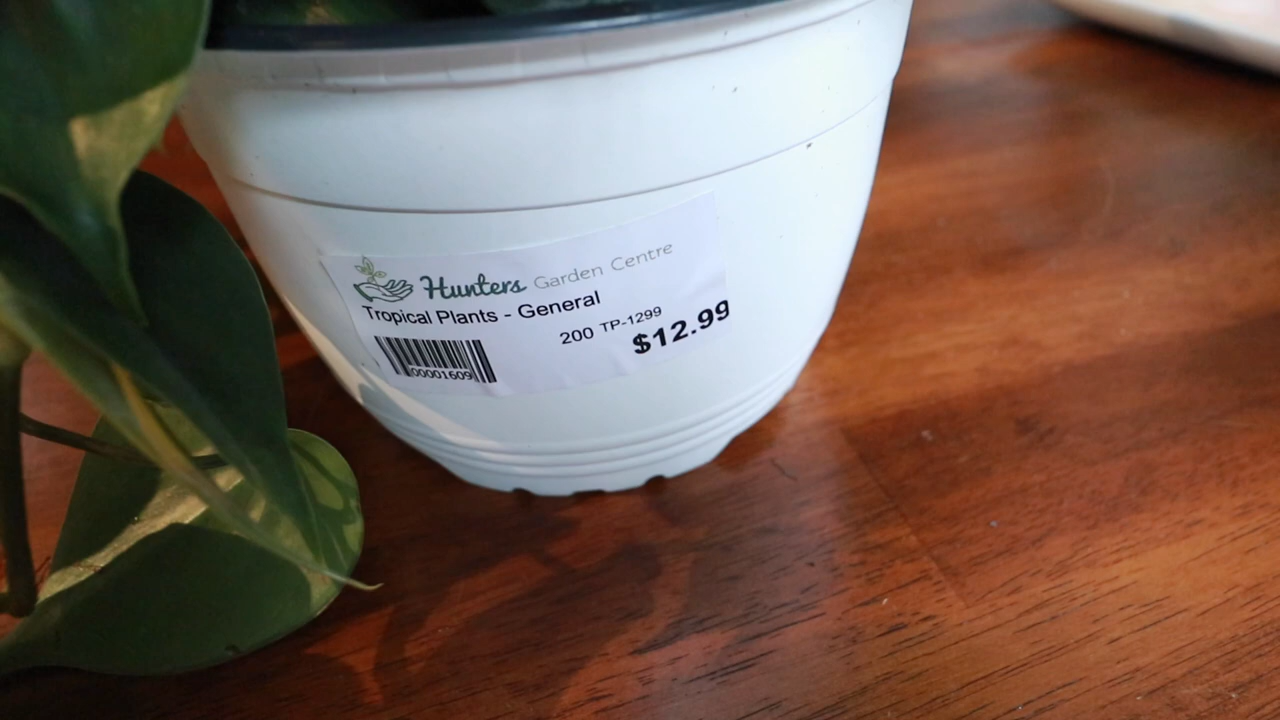 Hunters Garden Centre
Tropical Plants - General
200 TP-1299
$12.99
00001609